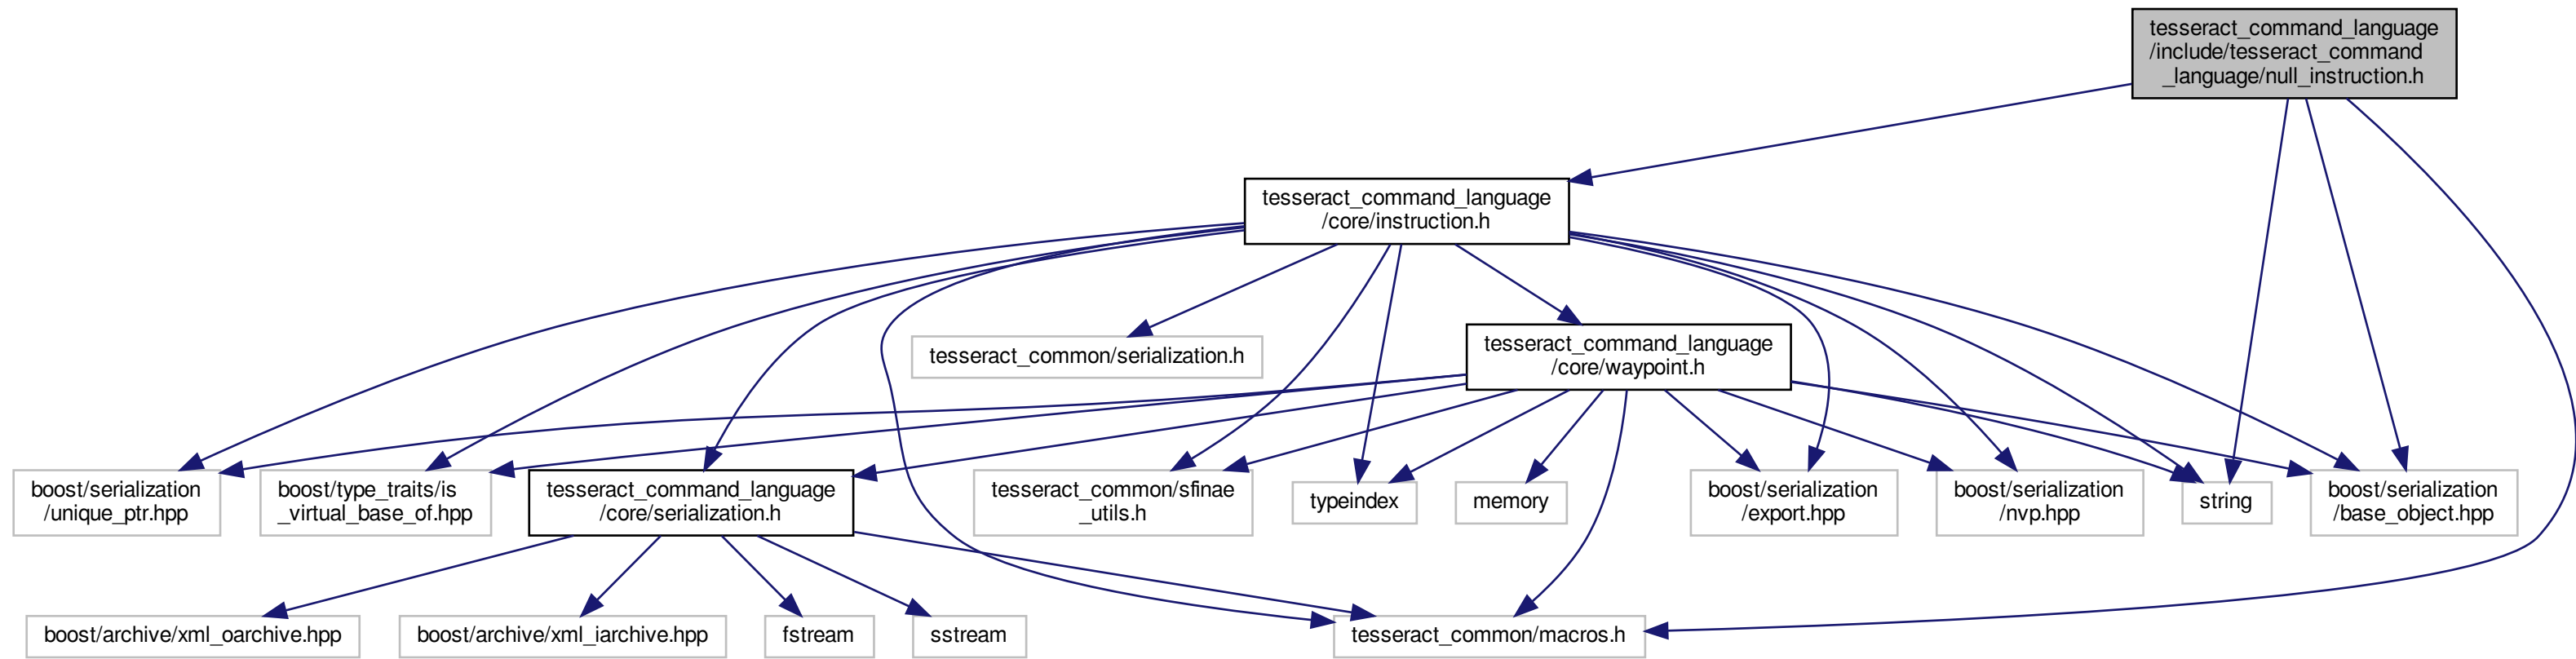 tesseract_command_language
/include/tesseract_command
_language/null_instruction.h
tesseract_command_language
/core/instruction.h
tesseract_common/serialization.h
tesseract_command_language
/core/waypoint.h
boost/serialization
/unique_ptr.hpp
boost/type_traits/is
_virtual_base_of.hpp
tesseract_command_language
/core/serialization.h
tesseract_common/sfinae
_utils.h
typeindex
memory
boost/serialization
/export.hpp
boost/serialization
/nvp.hpp
string
boost/serialization
/base_object.hpp
boost/archive/xml_oarchive.hpp
boost/archive/xml_iarchive.hpp
fstream
sstream
tesseract_common/macros.h